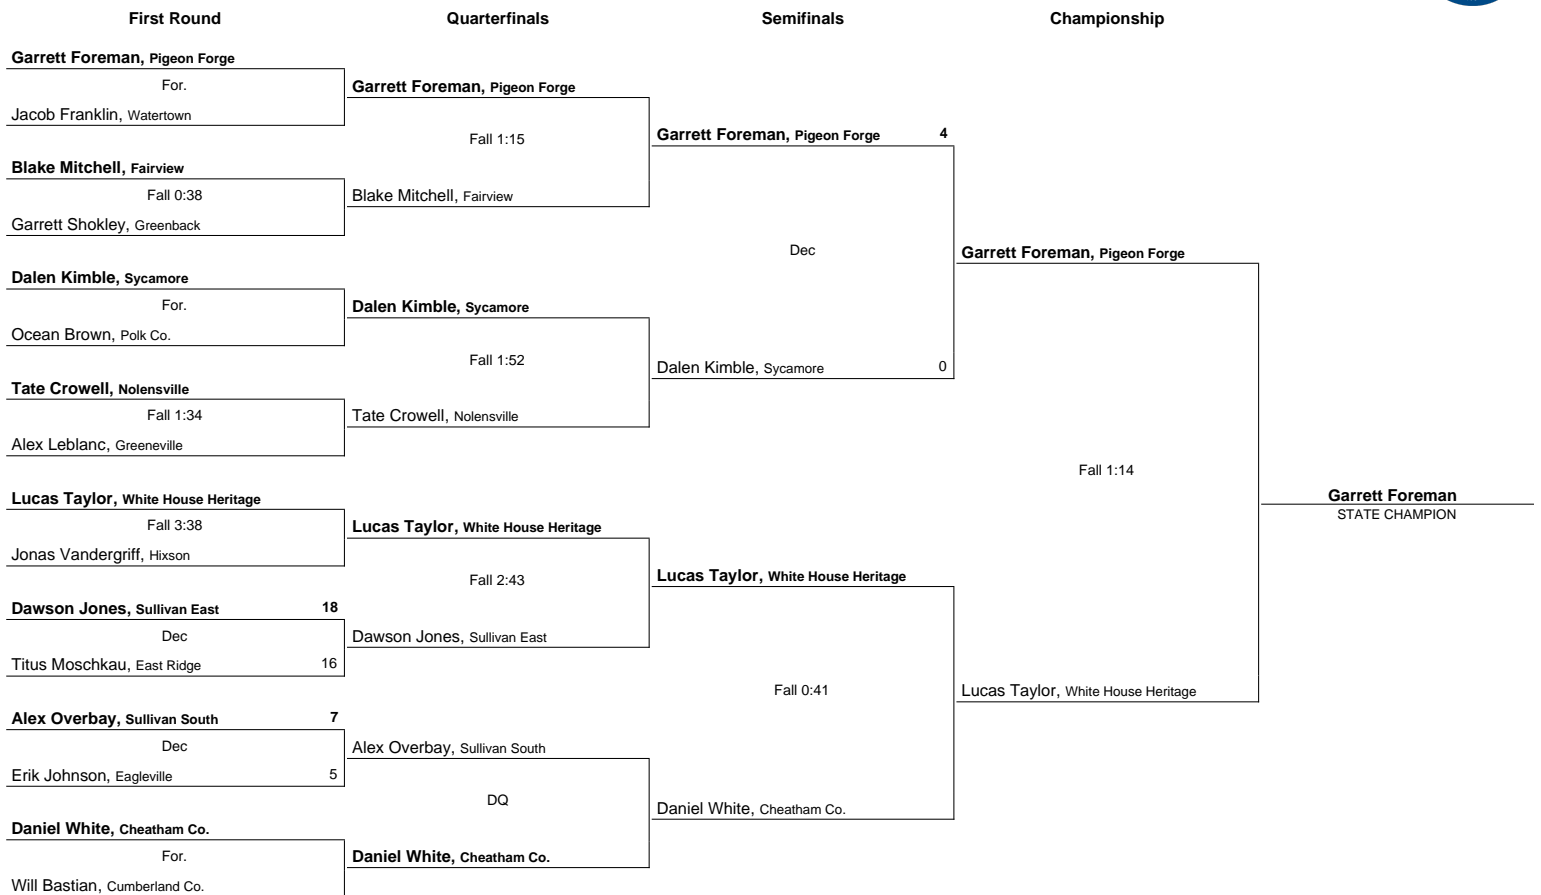 First Round
Quarterfinals
Semifinals
Championship
Garrett Foreman, Pigeon Forge
For.
Jacob Franklin, Watertown
Blake Mitchell, Fairview
Fall 0:38
Garrett Shokley, Greenback
Dalen Kimble, Sycamore
For.
Ocean Brown, Polk Co.
Tate Crowell, Nolensville
Fall 1:34
Alex Leblanc, Greeneville
Lucas Taylor, White House Heritage
Fall 3:38
Jonas Vandergriff, Hixson
Dawson Jones, Sullivan East 18
Dec
Titus Moschkau, East Ridge 16
Alex Overbay, Sullivan South 7
Dec
Erik Johnson, Eagleville 5
Daniel White, Cheatham Co.
For.
Will Bastian, Cumberland Co.
Garrett Foreman, Pigeon Forge
Fall 1:15
Blake Mitchell, Fairview
Dalen Kimble, Sycamore
Fall 1:52
Tate Crowell, Nolensville
Lucas Taylor, White House Heritage
Fall 2:43
Dawson Jones, Sullivan East
Alex Overbay, Sullivan South
DQ
Daniel White, Cheatham Co.
Garrett Foreman, Pigeon Forge 4
Dec
Dalen Kimble, Sycamore 0
Lucas Taylor, White House Heritage
Fall 0:41
Daniel White, Cheatham Co.
Garrett Foreman, Pigeon Forge
Fall 1:14
Lucas Taylor, White House Heritage
Garrett Foreman
STATE CHAMPION